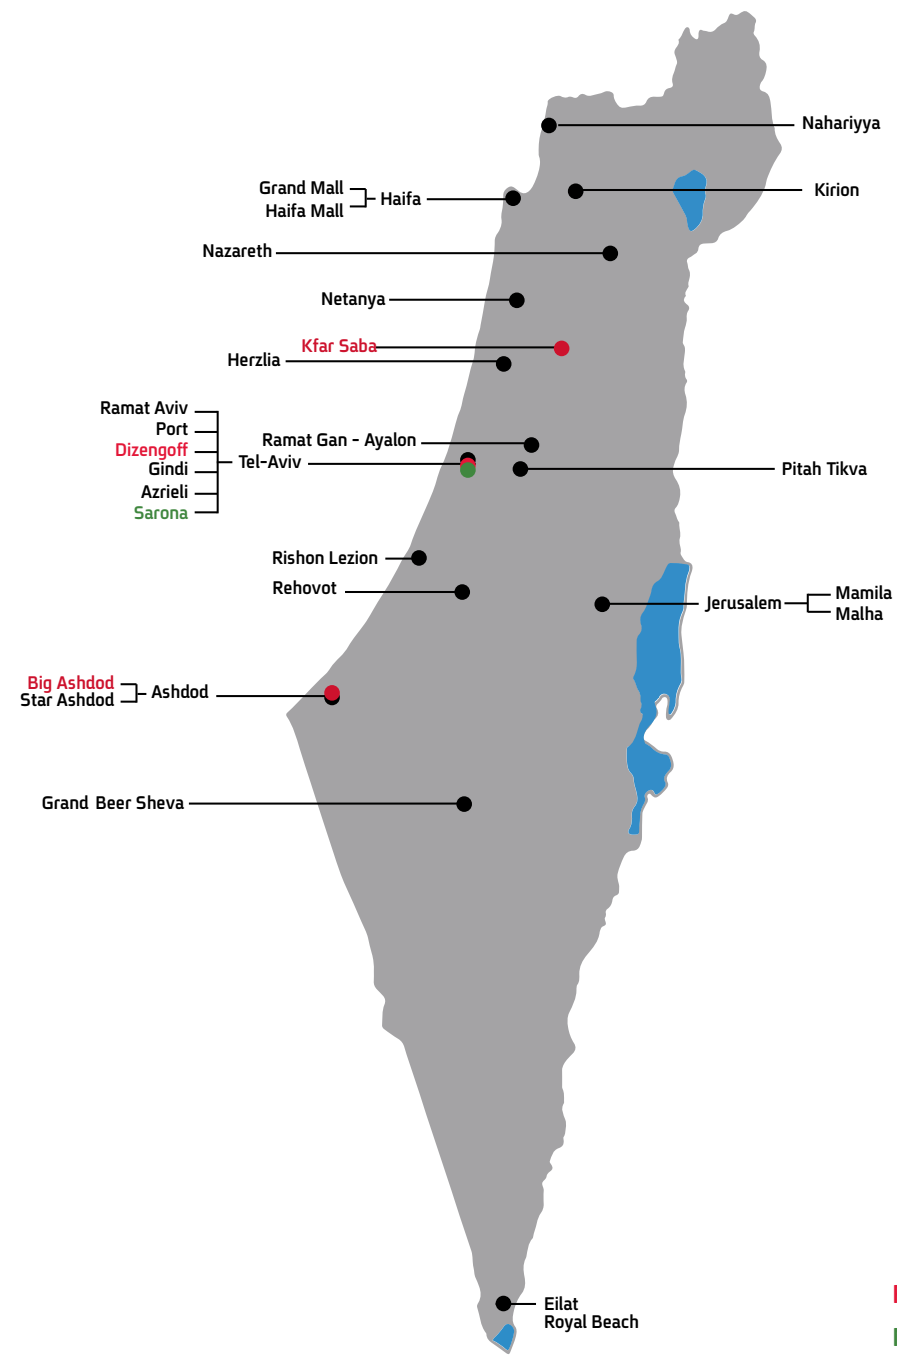 Nahariyya
Grand Mall
Haifa Mall
Haifa
Kirion
Nazareth
Netanya
Kfar Saba
Herzlia
Ramat Aviv
Port
Dizengoff
Gindi
Azrieli
Sarona
Tel-Aviv
Ramat Gan - Ayalon
Pitah Tikva
Rishon Lezion
Rehovot
Jerusalem
Mamila
Malha
Big Ashdod
Star Ashdod
Ashdod
Grand Beer Sheva
Eilat
Royal Beach